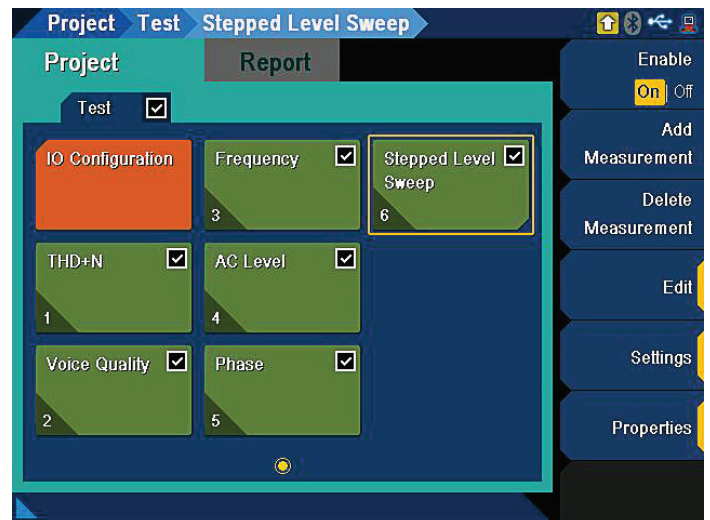 Project Test Stepped Level Sweep
Project
Report
Test
IO Configuration
Frequency
3
Stepped Level
Sweep
6
THD+N
1
AC Level
4
Voice Quality
2
Phase
5
Enable
On | Off
Add
Measurement
Delete
Measurement
Edit
Settings
Properties